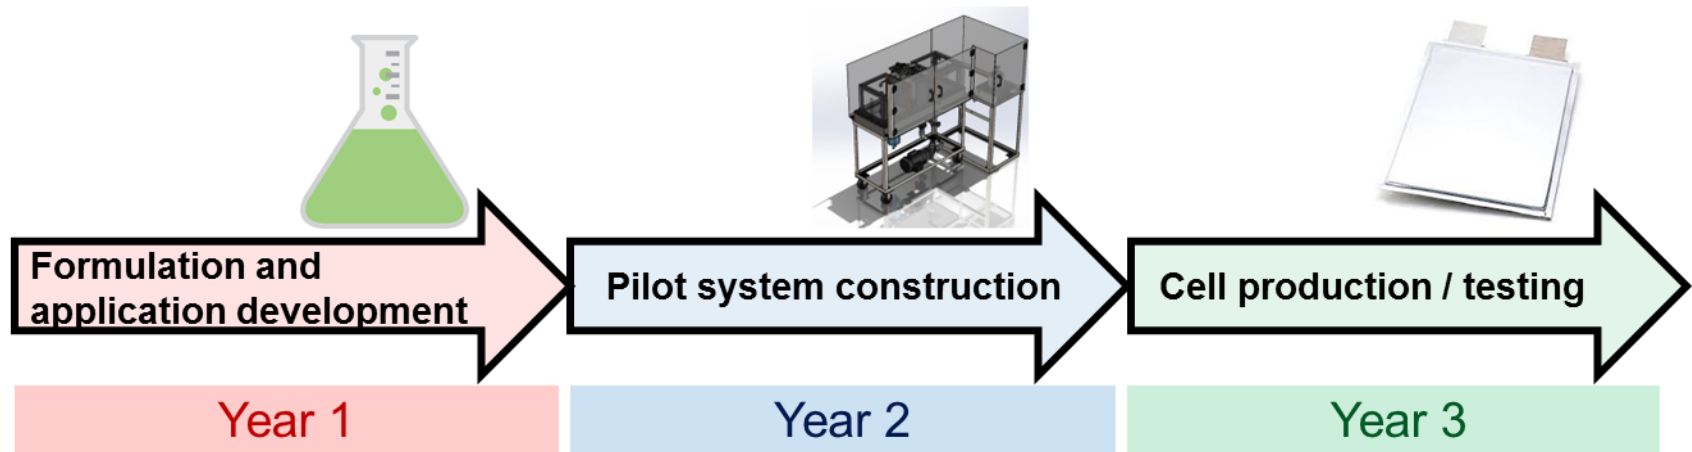 Formulation and
application development
Pilot system construction
Cell production / testing
Year 1
Year 2
Year 3